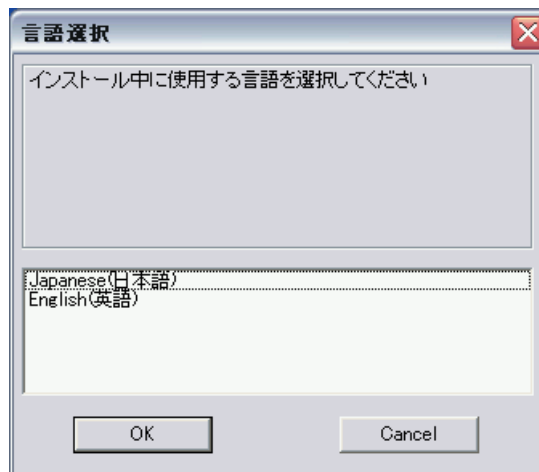 言語選択
インストール中に使用する言語を選択してください
Japanese(日本語)
English(英語)
OK
Cancel